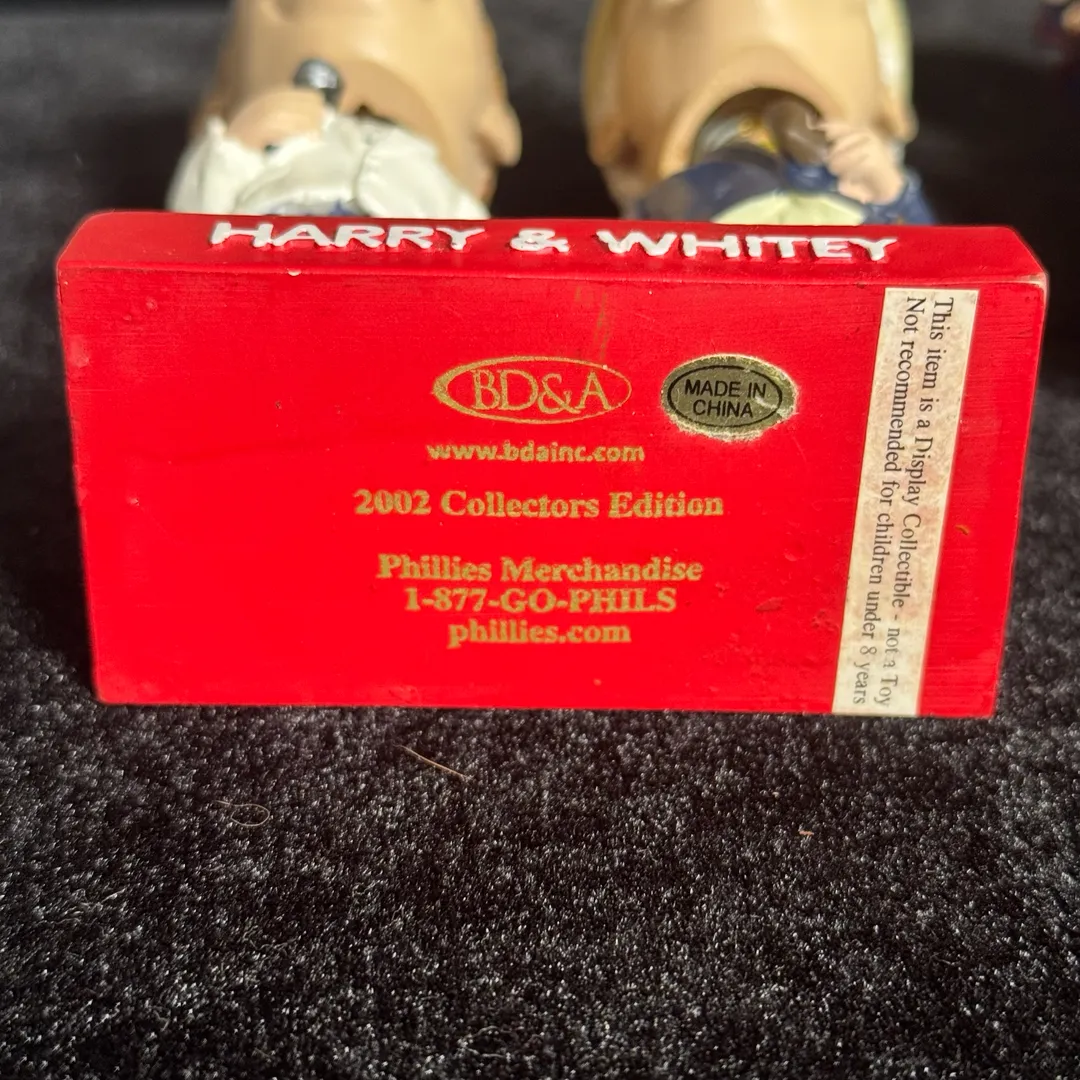 HARRY & WHITEY
BD&A
MADE IN
CHINA
www.bdainc.com
2002 Collectors Edition
Phillies Merchandise
1-877-GO-PHILS
phillies.com
This item is a Display Collectible - not a Toy
Not recommended for children under 8 years